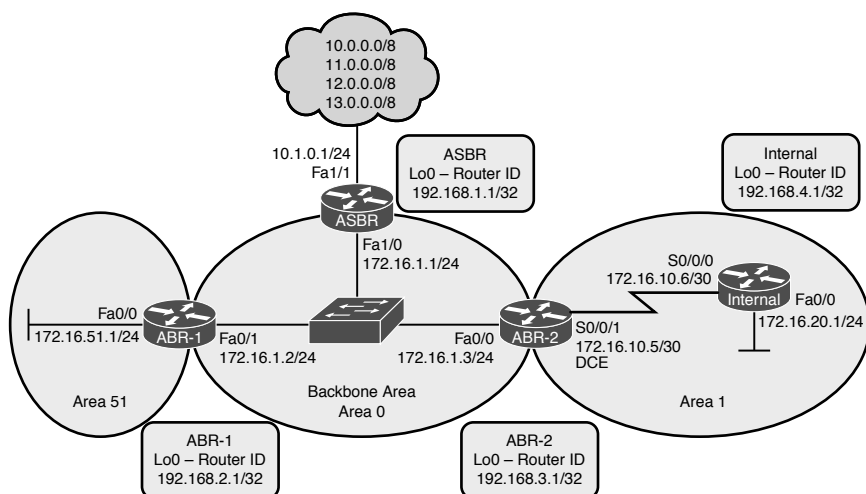 10.0.0.0/8
11.0.0.0/8
12.0.0.0/8
13.0.0.0/8
10.1.0.1/24
Fa1/1
ASBR
Lo0 – Router ID
192.168.1.1/32
Internal
Lo0 – Router ID
192.168.4.1/32
ASBR
Fa1/0
172.16.1.1/24
S0/0/0
172.16.10.6/30
Internal
Fa0/0
172.16.20.1/24
Fa0/0
172.16.51.1/24
ABR-1
Fa0/1
172.16.1.2/24
Fa0/0
172.16.1.3/24
ABR-2
S0/0/1
172.16.10.5/30
DCE
Area 51
Backbone Area
Area 0
Area 1
ABR-1
Lo0 – Router ID
192.168.2.1/32
ABR-2
Lo0 – Router ID
192.168.3.1/32